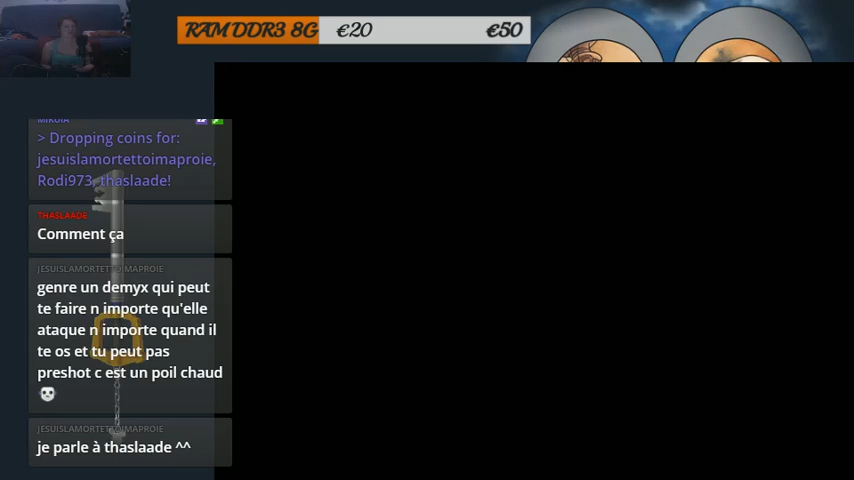 RAM DDR3 8G €20 €50
MIKUIA
> Dropping coins for:
jesuislamortettoimaproie,
Rodi973, thaslaade!
THASLAADE
Comment ça
JESUISLAMORTETTOIMAPROIE
genre un demyx qui peut
te faire n importe qu'elle
ataque n importe quand il
te os et tu peut pas
preshot c est un poil chaud
JESUISLAMORTETTOIMAPROIE
je parle à thaslaade ^^